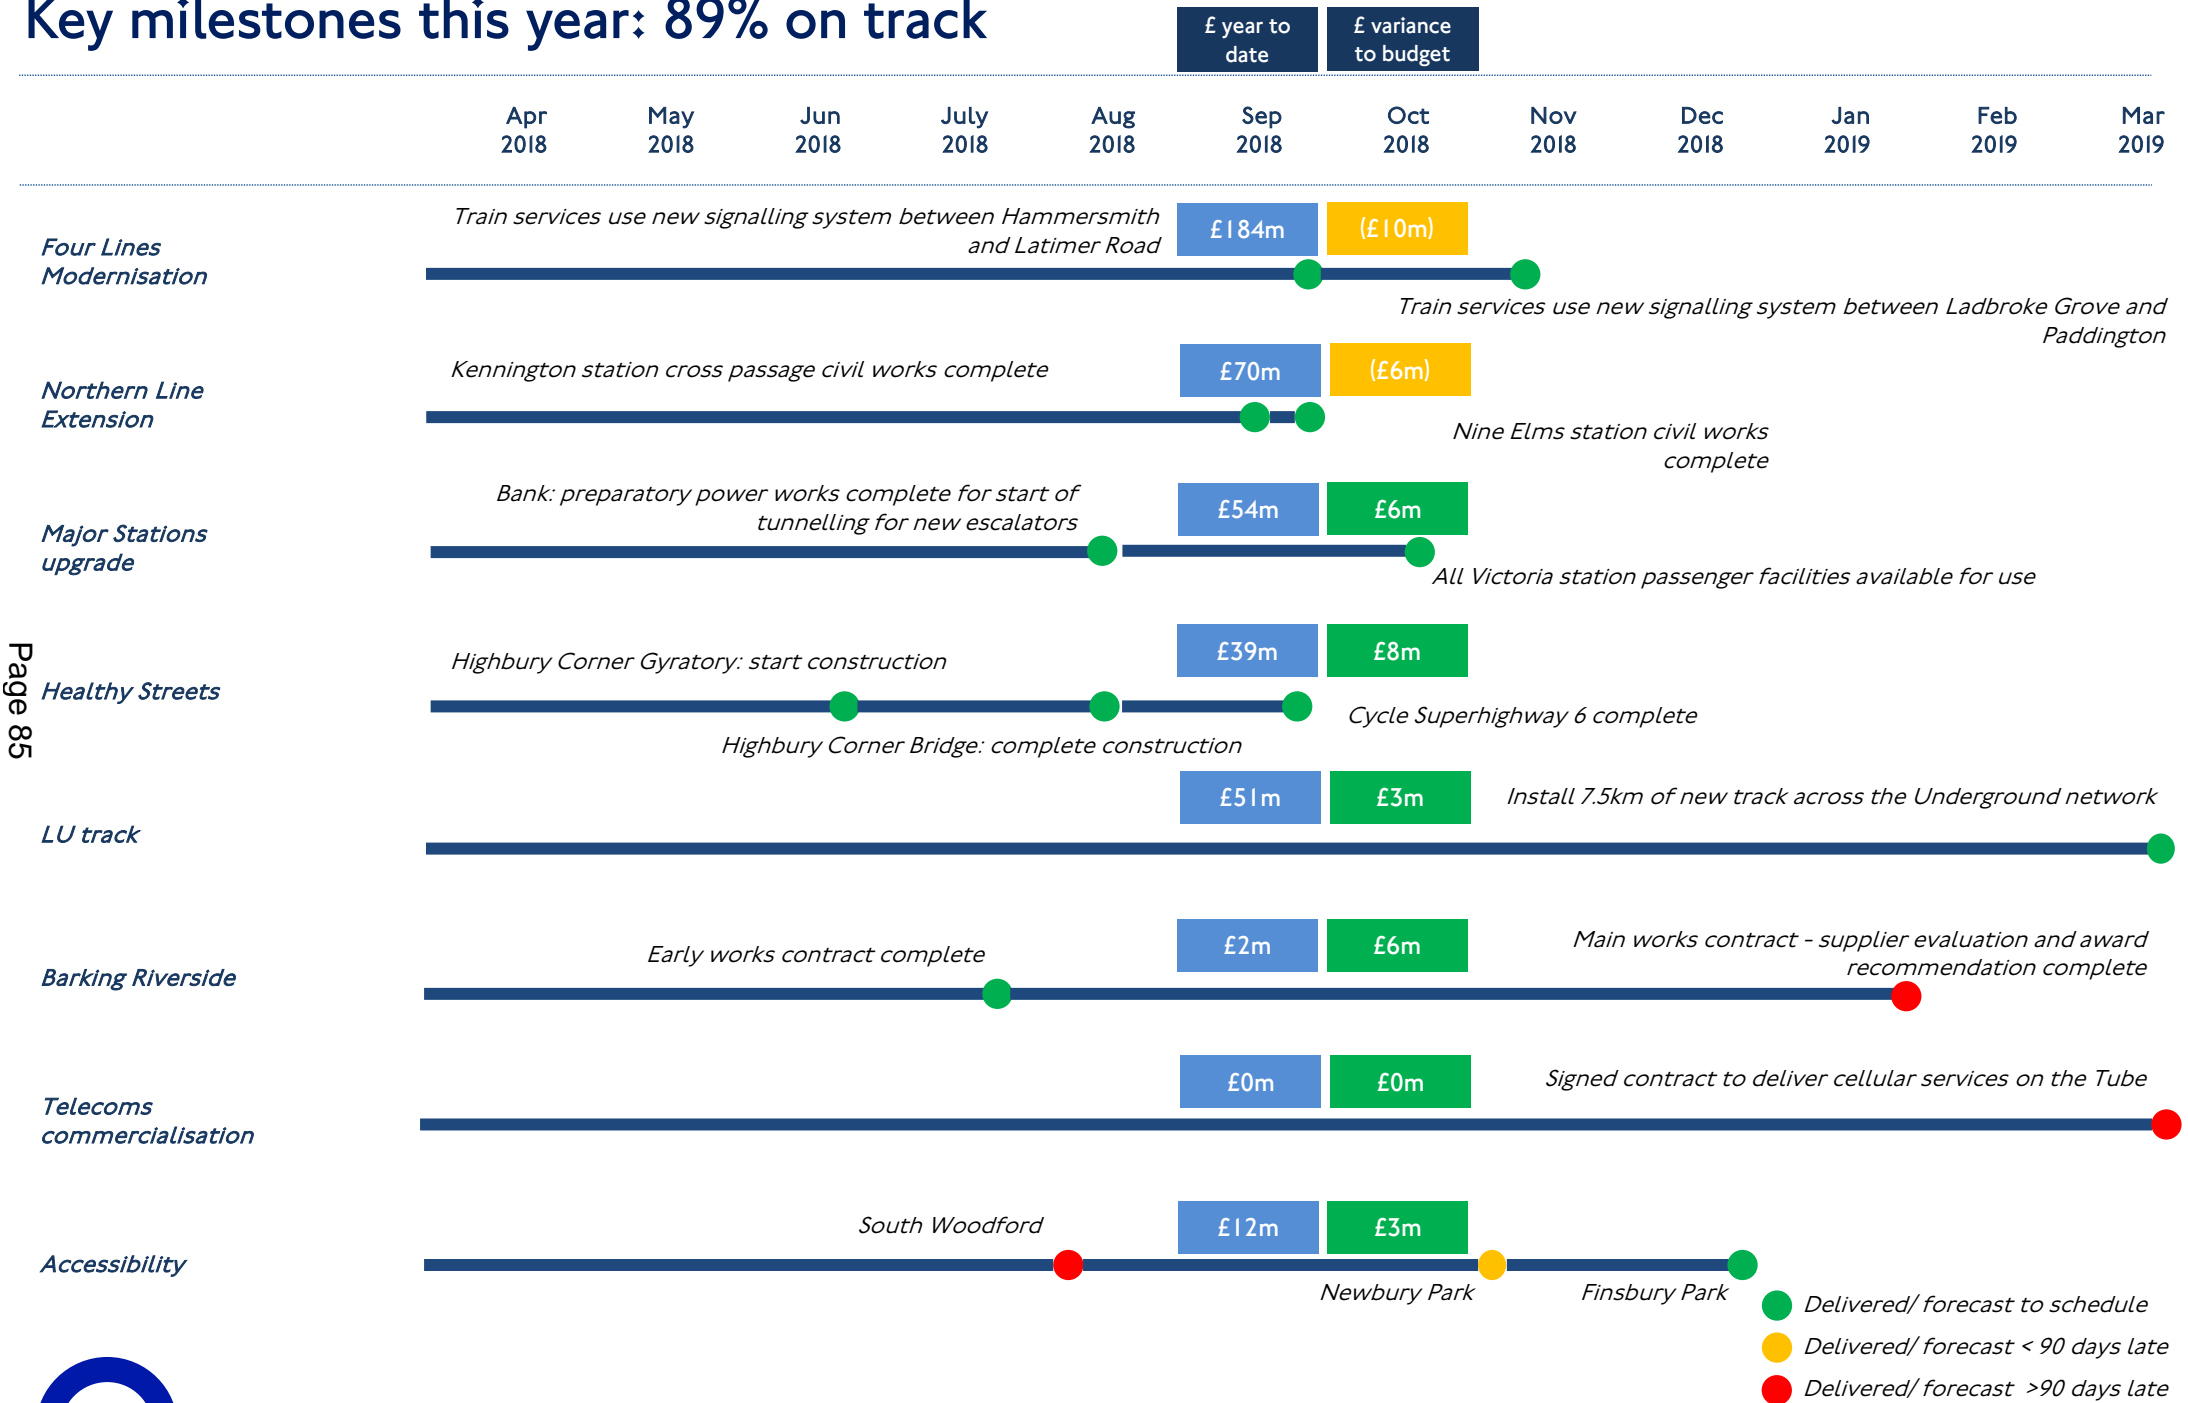 Key milestones this year: 89% on track
£ year to
date
£ variance
to budget
Apr
2018
May
2018
Jun
2018
July
2018
Aug
2018
Sep
2018
Oct
2018
Nov
2018
Dec
2018
Jan
2019
Feb
2019
Mar
2019
Four Lines
Modernisation
Train services use new signalling system between Hammersmith
and Latimer Road
£184m
(£10m)
Train services use new signalling system between Ladbroke Grove and
Paddington
Northern Line
Extension
Kennington station cross passage civil works complete
£70m
(£6m)
Nine Elms station civil works
complete
Major Stations
upgrade
Bank: preparatory power works complete for start of
tunnelling for new escalators
£54m
£6m
All Victoria station passenger facilities available for use
Page 85
Healthy Streets
Highbury Corner Gyratory: start construction
£39m
£8m
Cycle Superhighway 6 complete
Highbury Corner Bridge: complete construction
LU track
£51m
£3m
Install 7.5km of new track across the Underground network
Barking Riverside
Early works contract complete
£2m
£6m
Main works contract - supplier evaluation and award
recommendation complete
Telecoms
commercialisation
£0m
£0m
Signed contract to deliver cellular services on the Tube
Accessibility
South Woodford
£12m
£3m
Newbury Park
Finsbury Park
Delivered/ forecast to schedule
Delivered/ forecast < 90 days late
Delivered/ forecast >90 days late